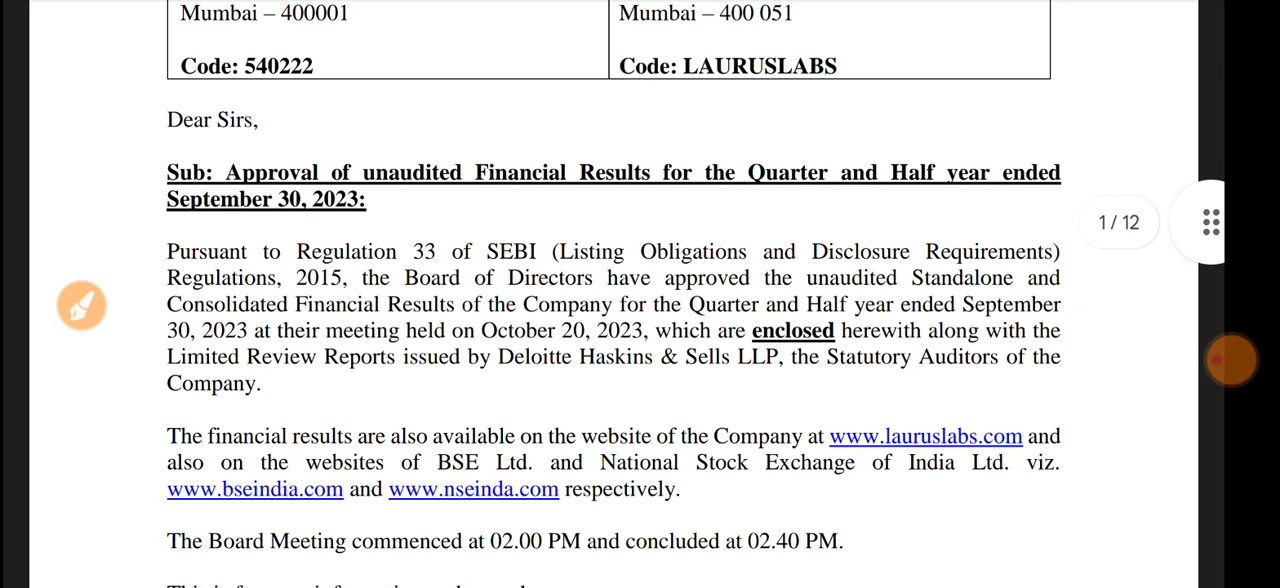 Mumbai – 400001
Mumbai – 400 051
Code: 540222
Code: LAURUSLABS
Dear Sirs,
Sub: Approval of unaudited Financial Results for the Quarter and Half year ended
September 30, 2023:
1 / 12
Pursuant to Regulation 33 of SEBI (Listing Obligations and Disclosure Requirements)
Regulations, 2015, the Board of Directors have approved the unaudited Standalone and
Consolidated Financial Results of the Company for the Quarter and Half year ended September
30, 2023 at their meeting held on October 20, 2023, which are enclosed herewith along with the
Limited Review Reports issued by Deloitte Haskins & Sells LLP, the Statutory Auditors of the
Company.
The financial results are also available on the website of the Company at www.lauruslabs.com and
also on the websites of BSE Ltd. and National Stock Exchange of India Ltd. viz.
www.bseindia.com and www.nseinda.com respectively.
The Board Meeting commenced at 02.00 PM and concluded at 02.40 PM.